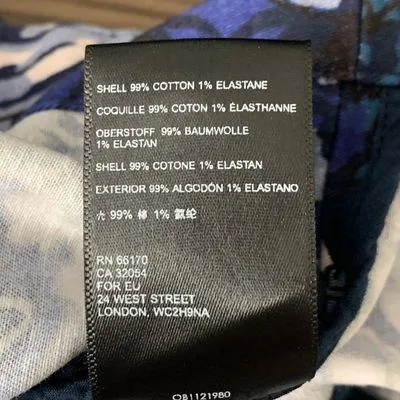 SHELL 99% COTTON 1% ELASTANE
COQUILLE 99% COTON 1% ÉLASTHANNE
OBERSTOFF 99% BAUMWOLLE
1% ELASTAN
SHELL 99% COTONE 1% ELASTAN
EXTERIOR 99% ALGODÓN 1% ELASTANO
99% 棉 1% 氨纶
RN 66170
CA 32054
FOR EU
24 WEST STREET
LONDON, WC2H9NA
OB1121980